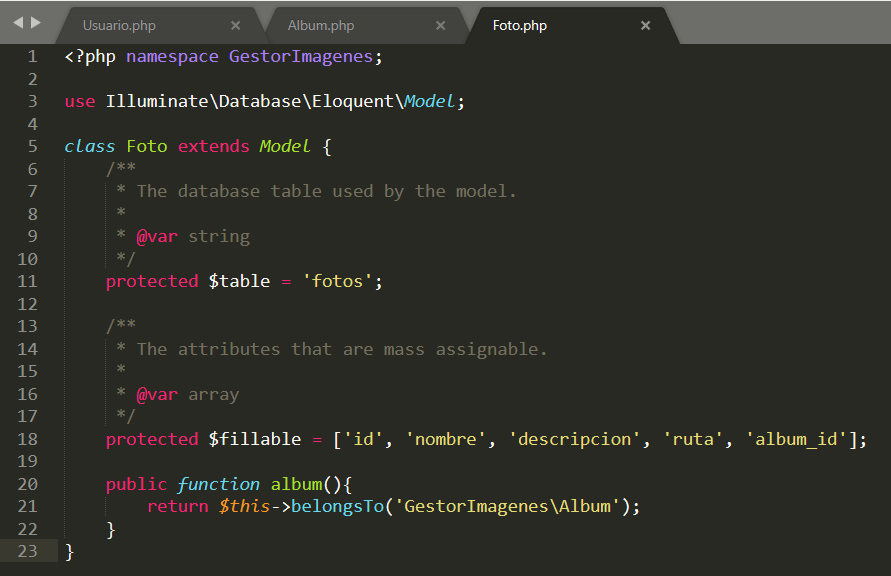 Usuario.php × Album.php × Foto.php ×
1 <?php namespace GestorImagenes;
2
3 use Illuminate\Database\Eloquent\Model;
4
5 class Foto extends Model {
6     /**
7      * The database table used by the model.
8      *
9      * @var string
10      */
11     protected $table = 'fotos';
12
13     /**
14      * The attributes that are mass assignable.
15      *
16      * @var array
17      */
18     protected $fillable = ['id', 'nombre', 'descripcion', 'ruta', 'album_id'];
19
20     public function album(){
21         return $this->belongsTo('GestorImagenes\Album');
22     }
23 }